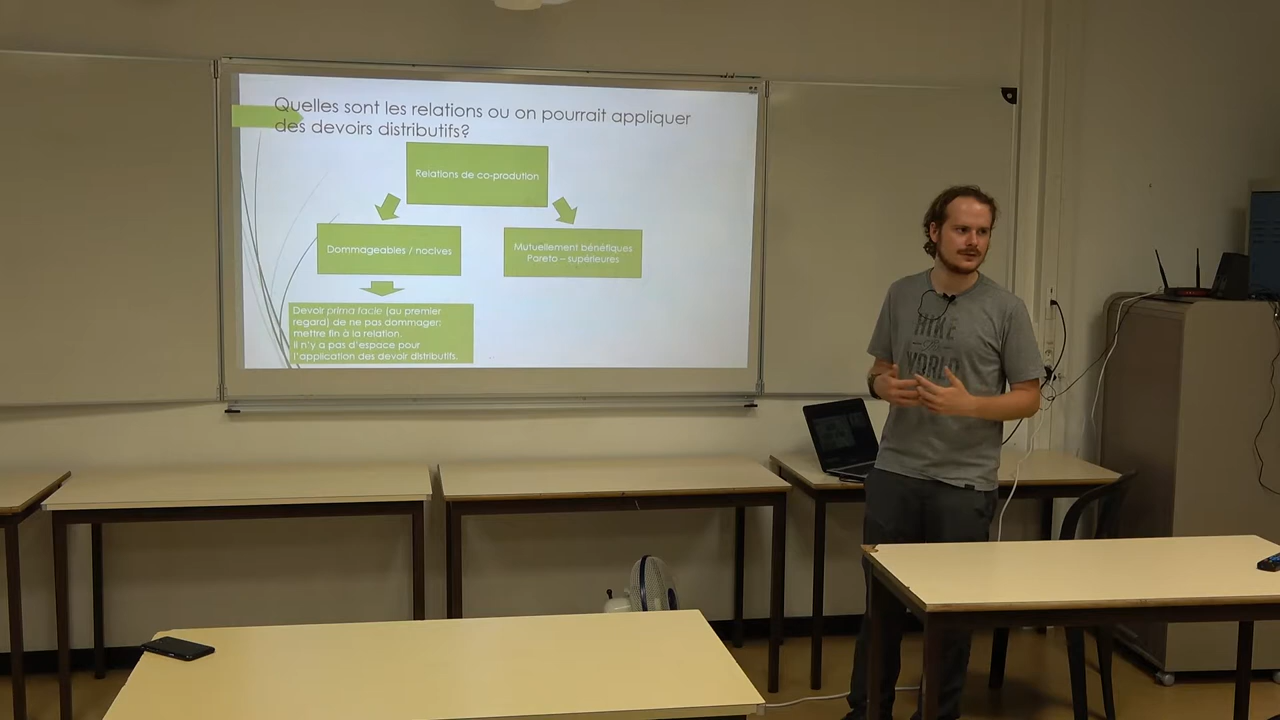 Quelles sont les relations ou on pourrait appliquer
des devoirs distributifs?
Relations de co-prodution
Dommageables / nocives
Mutuellement bénéfiques
Pareto – supérieures
Devoir prima facie (au premier
regard) de ne pas dommager:
mettre fin à la relation.
Il n'y a pas d'espace pour
l'application des devoir distributifs.
HIKE
WORLD